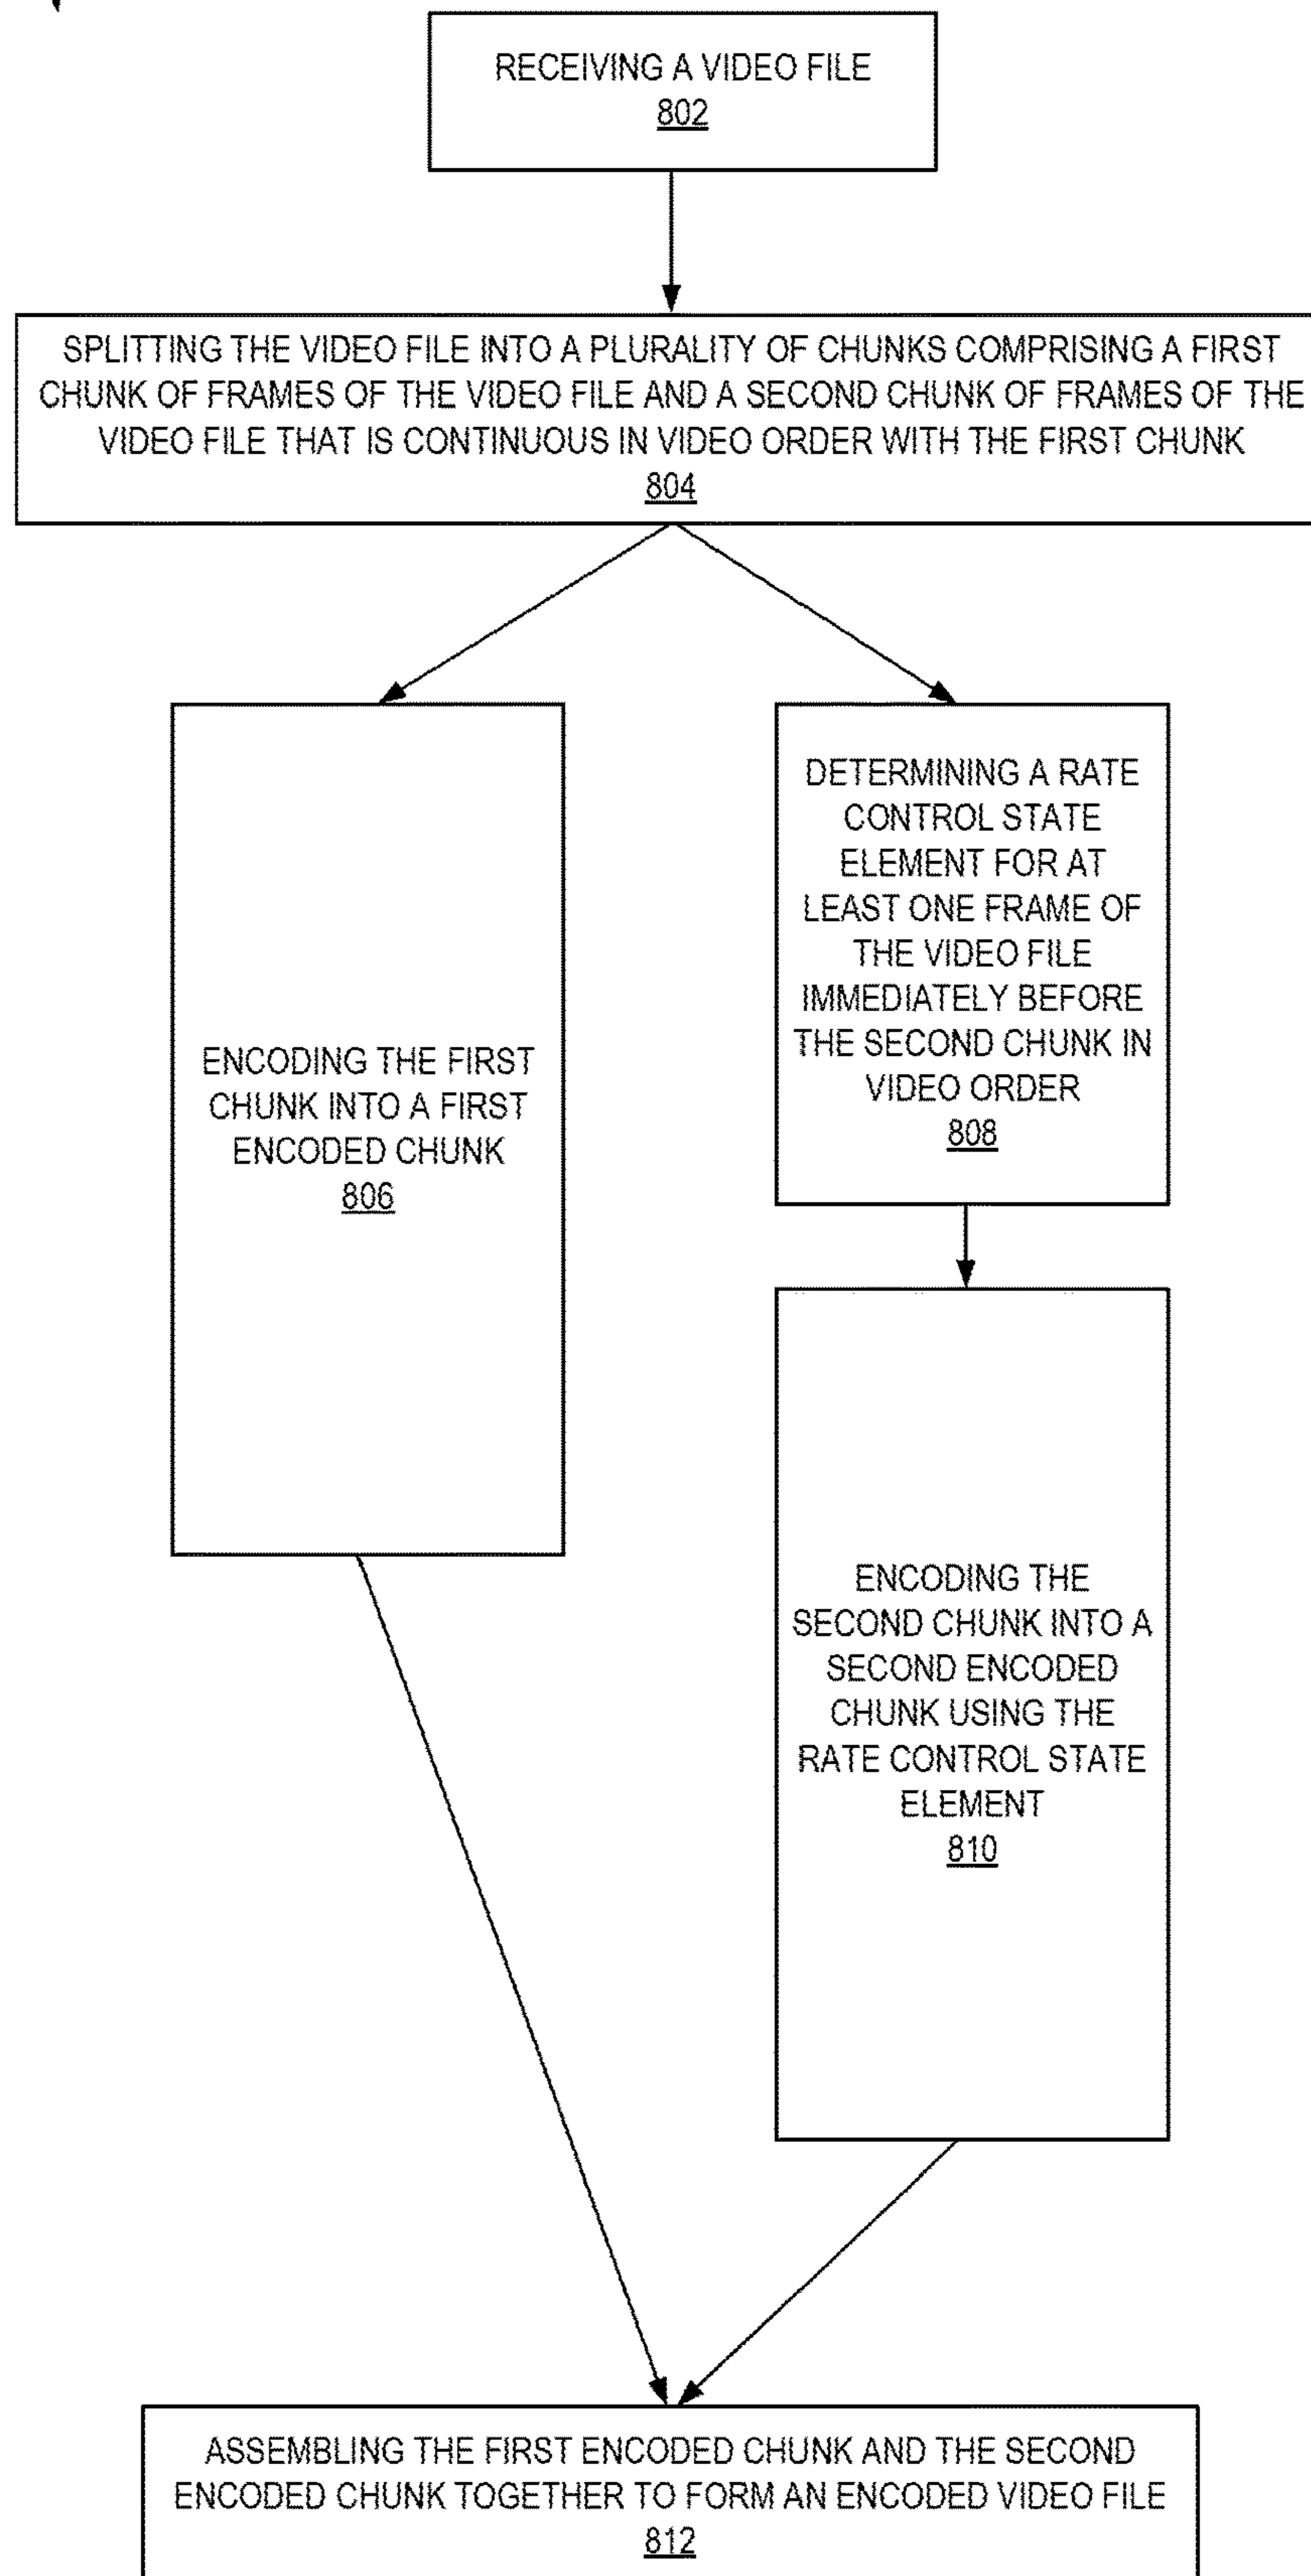 RECEIVING A VIDEO FILE
802
SPLITTING THE VIDEO FILE INTO A PLURALITY OF CHUNKS COMPRISING A FIRST
CHUNK OF FRAMES OF THE VIDEO FILE AND A SECOND CHUNK OF FRAMES OF THE
VIDEO FILE THAT IS CONTINUOUS IN VIDEO ORDER WITH THE FIRST CHUNK
804
ENCODING THE FIRST
CHUNK INTO A FIRST
ENCODED CHUNK
806
DETERMINING A RATE
CONTROL STATE
ELEMENT FOR AT
LEAST ONE FRAME OF
THE VIDEO FILE
IMMEDIATELY BEFORE
THE SECOND CHUNK IN
VIDEO ORDER
808
ENCODING THE
SECOND CHUNK INTO A
SECOND ENCODED
CHUNK USING THE
RATE CONTROL STATE
ELEMENT
810
ASSEMBLING THE FIRST ENCODED CHUNK AND THE SECOND
ENCODED CHUNK TOGETHER TO FORM AN ENCODED VIDEO FILE
812